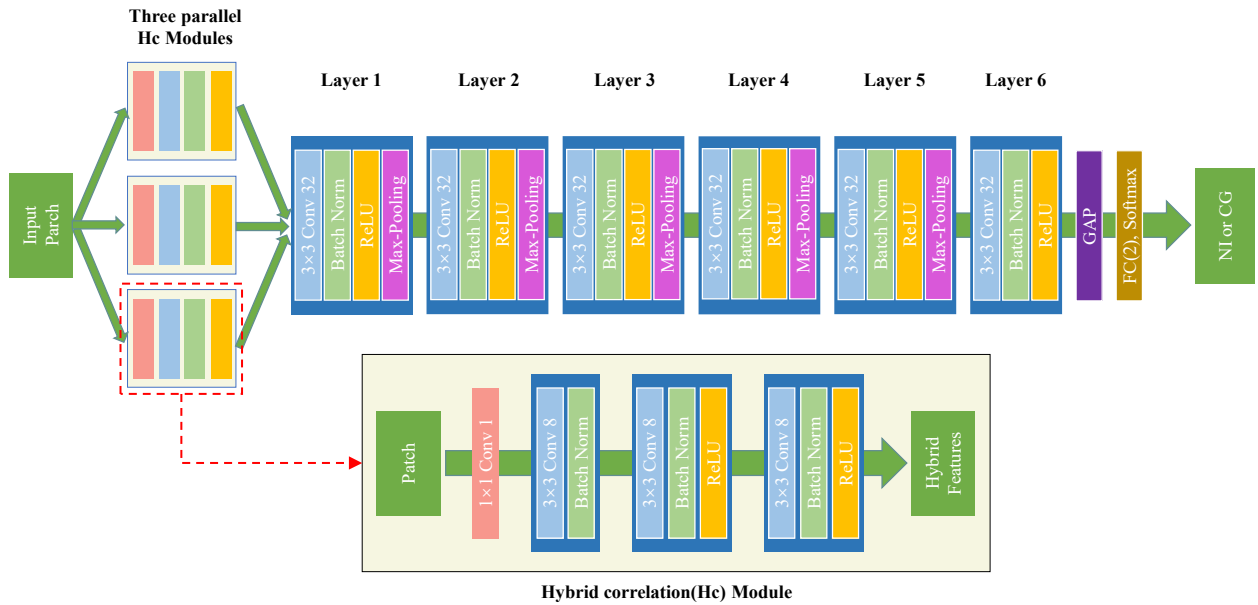 Three parallel
Hc Modules
Layer 1
Layer 2
Layer 3
Layer 4
Layer 5
Layer 6
Input
Parch
3×3 Conv 32
Batch Norm
ReLU
Max-Pooling
3×3 Conv 32
Batch Norm
ReLU
Max-Pooling
3×3 Conv 32
Batch Norm
ReLU
Max-Pooling
3×3 Conv 32
Batch Norm
ReLU
Max-Pooling
3×3 Conv 32
Batch Norm
ReLU
Max-Pooling
3×3 Conv 32
Batch Norm
ReLU
GAP
FC(2), Softmax
NI or CG
Patch
1×1 Conv 1
3×3 Conv 8
Batch Norm
3×3 Conv 8
Batch Norm
ReLU
3×3 Conv 8
Batch Norm
ReLU
Hybrid
Features
Hybrid correlation(Hc) Module